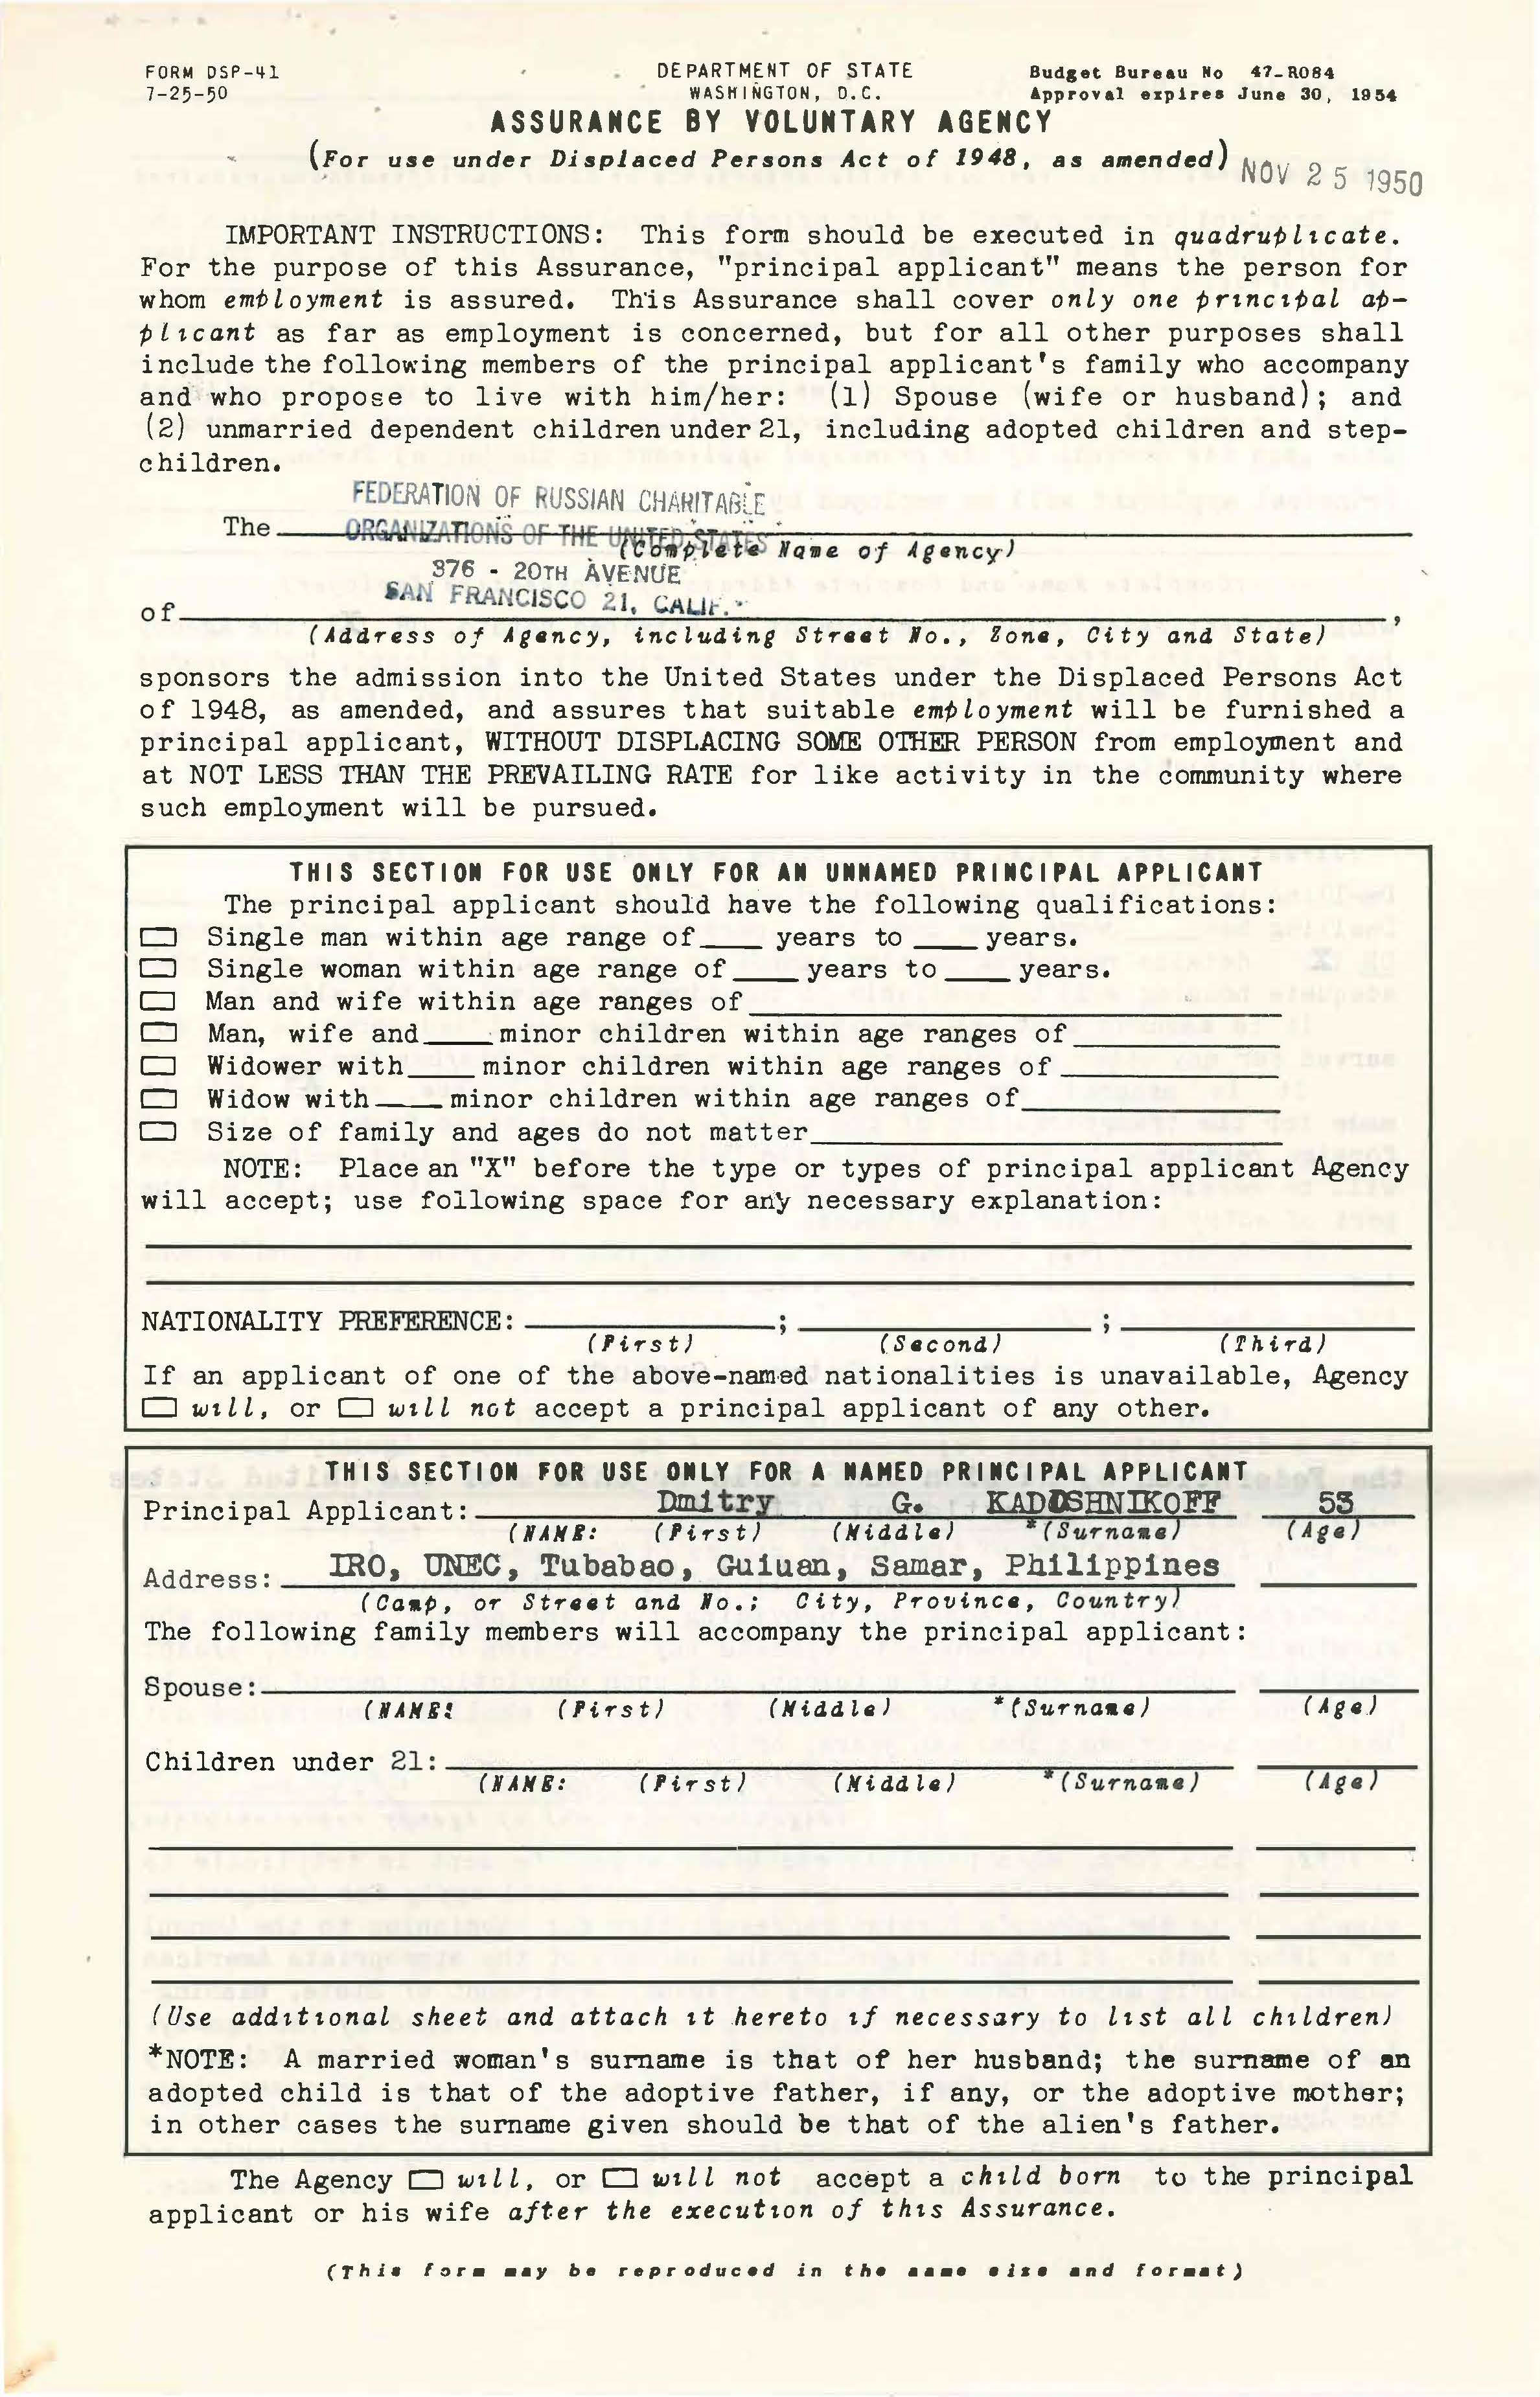 FORM DSP-41
7-25-50
DEPARTMENT OF STATE
WASHINGTON, D.C.
Budget Bureau No 47-R084
Approval expires June 30, 1954
ASSURANCE BY VOLUNTARY AGENCY
(For use under Displaced Persons Act of 1948, as amended)
NOV 25 1950
IMPORTANT INSTRUCTIONS: This form should be executed in quadruplicate.
For the purpose of this Assurance, "principal applicant" means the person for
whom employment is assured. This Assurance shall cover only one principal ap-
plicant as far as employment is concerned, but for all other purposes shall
include the following members of the principal applicant's family who accompany
and who propose to live with him/her: (1) Spouse (wife or husband); and
(2) unmarried dependent children under 21, including adopted children and step-
children.
FEDERATION OF RUSSIAN CHARITABLE
The ORGANIZATIONS OF THE UNITED STATES
(Complete Name of Agency)
376 - 20TH AVENUE
SAN FRANCISCO 21, CALIF.
of ,
(Address of Agency, including Street No., Zone, City and State)
sponsors the admission into the United States under the Displaced Persons Act
of 1948, as amended, and assures that suitable employment will be furnished a
principal applicant, WITHOUT DISPLACING SOME OTHER PERSON from employment and
at NOT LESS THAN THE PREVAILING RATE for like activity in the community where
such employment will be pursued.
THIS SECTION FOR USE ONLY FOR AN UNNAMED PRINCIPAL APPLICANT
The principal applicant should have the following qualifications:
Single man within age range of____ years to ____ years.
Single woman within age range of ____ years to ____ years.
Man and wife within age ranges of
Man, wife and____minor children within age ranges of
Widower with____minor children within age ranges of
Widow with____minor children within age ranges of
Size of family and ages do not matter
NOTE: Place an "X" before the type or types of principal applicant Agency
will accept; use following space for any necessary explanation:
NATIONALITY PREFERENCE: ; ;
(First) (Second) (Third)
If an applicant of one of the above-named nationalities is unavailable, Agency
will, or will not accept a principal applicant of any other.
THIS SECTION FOR USE ONLY FOR A NAMED PRINCIPAL APPLICANT
Principal Applicant: Dmitry G. KADOSHNIKOFF 53
(NAME: (First) (Middle) *(Surname) (Age)
Address: IRO, UNEC, Tubabao, Guiuan, Samar, Philippines
(Camp, or Street and No.; City, Province, Country)
The following family members will accompany the principal applicant:
Spouse:
(NAME: (First) (Middle) *(Surname) (Age)
Children under 21:
(NAME: (First) (Middle) *(Surname) (Age)
(Use additional sheet and attach it hereto if necessary to list all children)
*NOTE: A married woman's surname is that of her husband; the surname of an
adopted child is that of the adoptive father, if any, or the adoptive mother;
in other cases the surname given should be that of the alien's father.
The Agency will, or will not accept a child born to the principal
applicant or his wife after the execution of this Assurance.
(This form may be reproduced in the same size and format)